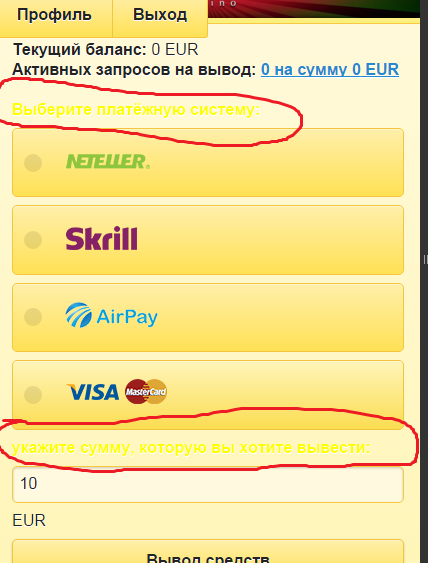 ino
Профиль Выход
Текущий баланс: 0 EUR
Активных запросов на вывод: 0 на сумму 0 EUR
Выберите платёжную систему:
NETELLER®
Skrill
AirPay
VISA MasterCard
укажите сумму, которую вы хотите вывести:
10
EUR
Вывод средств